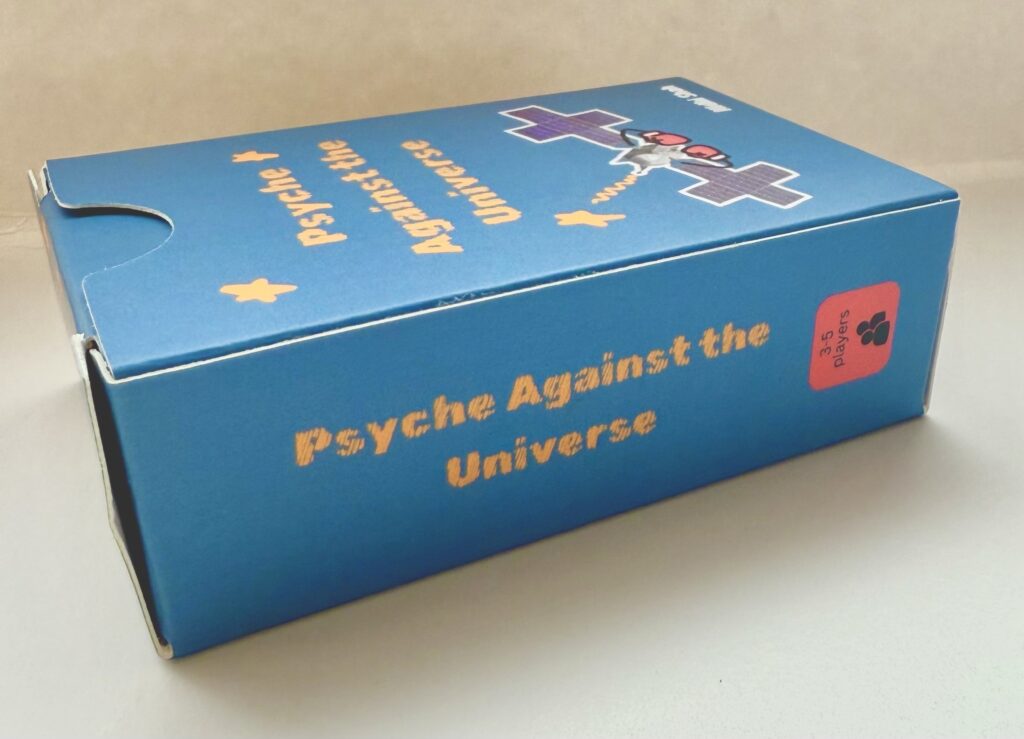 Psyche
Against the
Universe
Psyche Against the
Universe
3-5
players